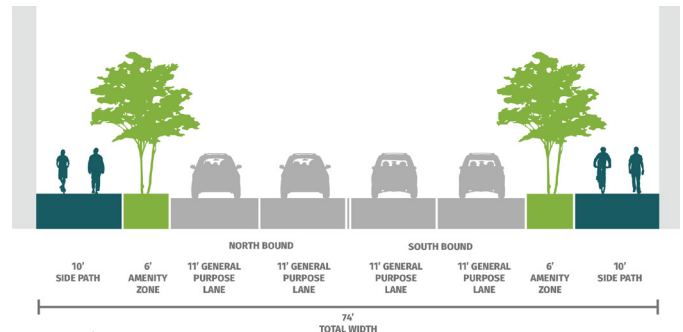 NORTH BOUND
SOUTH BOUND
10'
SIDE PATH
6'
AMENITY
ZONE
11' GENERAL
PURPOSE
LANE
11' GENERAL
PURPOSE
LANE
11' GENERAL
PURPOSE
LANE
11' GENERAL
PURPOSE
LANE
6'
AMENITY
ZONE
10'
SIDE PATH
74'
TOTAL WIDTH